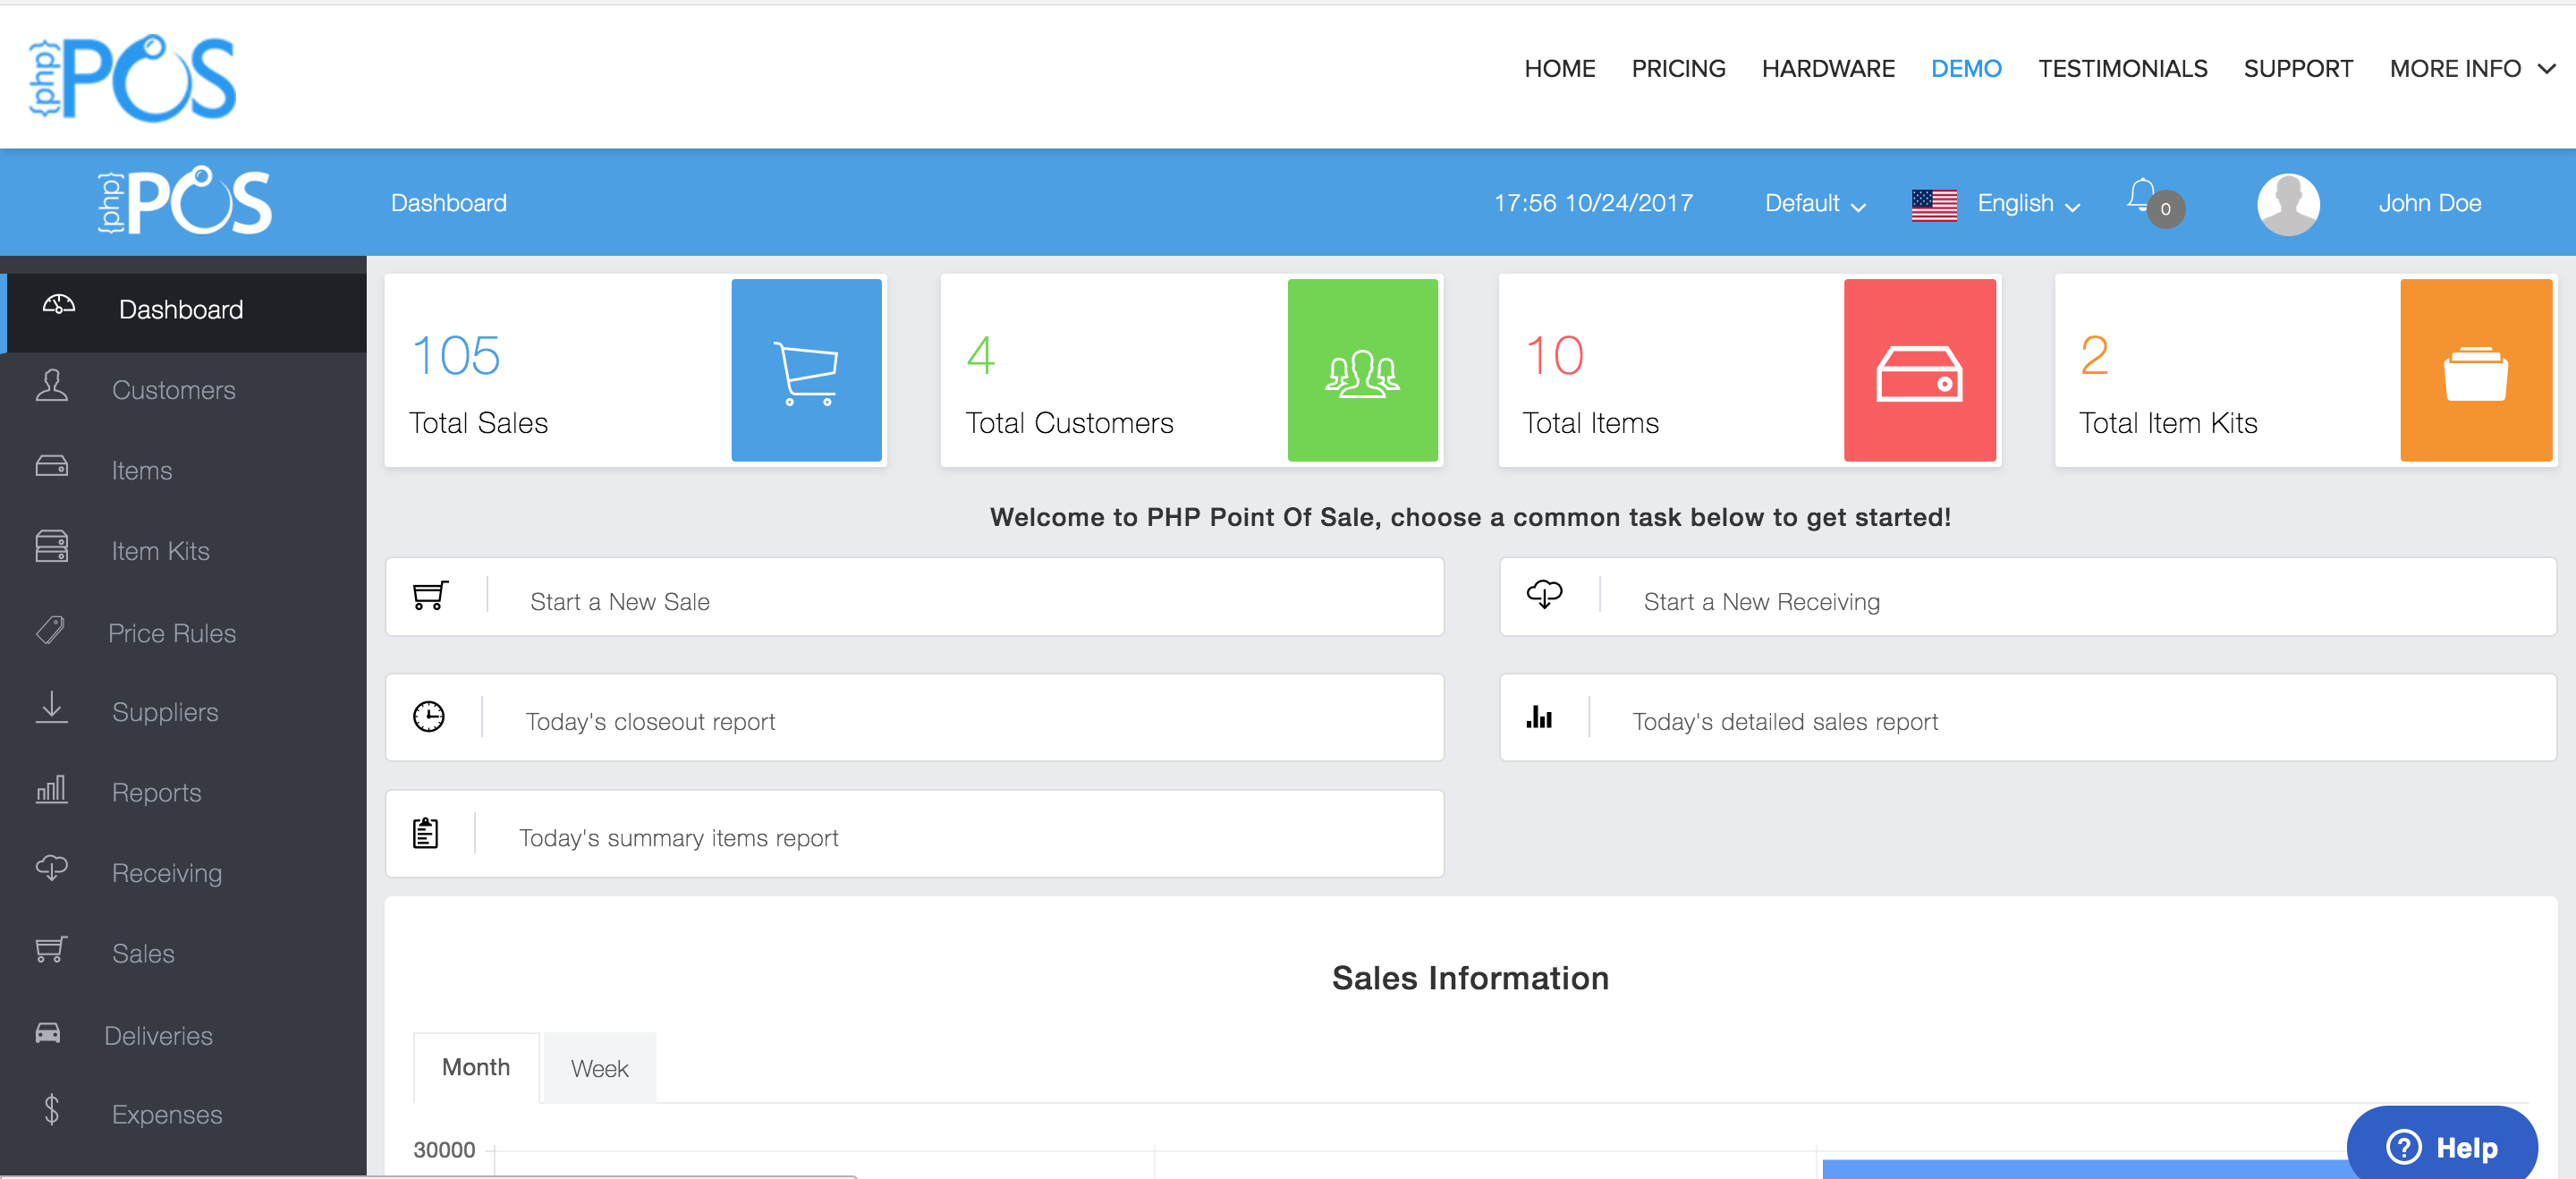 {php} POS
HOME PRICING HARDWARE DEMO TESTIMONIALS SUPPORT MORE INFO
{php} POS
Dashboard
17:56 10/24/2017
Default
English
0
John Doe
Dashboard
Customers
Items
Item Kits
Price Rules
Suppliers
Reports
Receiving
Sales
Deliveries
Expenses
105
Total Sales
4
Total Customers
10
Total Items
2
Total Item Kits
Welcome to PHP Point Of Sale, choose a common task below to get started!
Start a New Sale
Start a New Receiving
Today's closeout report
Today's detailed sales report
Today's summary items report
Sales Information
Month
Week
30000
? Help